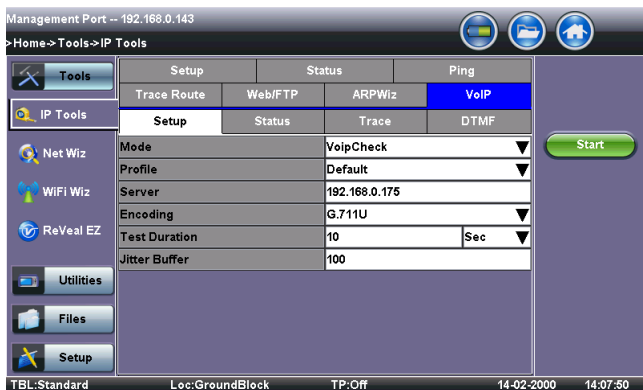 Management Port -- 192.168.0.143
>Home->Tools->IP Tools
Tools
IP Tools
Net Wiz
WiFi Wiz
ReVeal EZ
Utilities
Files
Setup
Setup Status Ping
Trace Route Web/FTP ARPWiz VoIP
Setup Status Trace DTMF
Mode VoipCheck
Profile Default
Server 192.168.0.175
Encoding G.711U
Test Duration 10 Sec
Jitter Buffer 100
Start
TBL:Standard Loc:GroundBlock TP:Off 14-02-2000 14:07:50